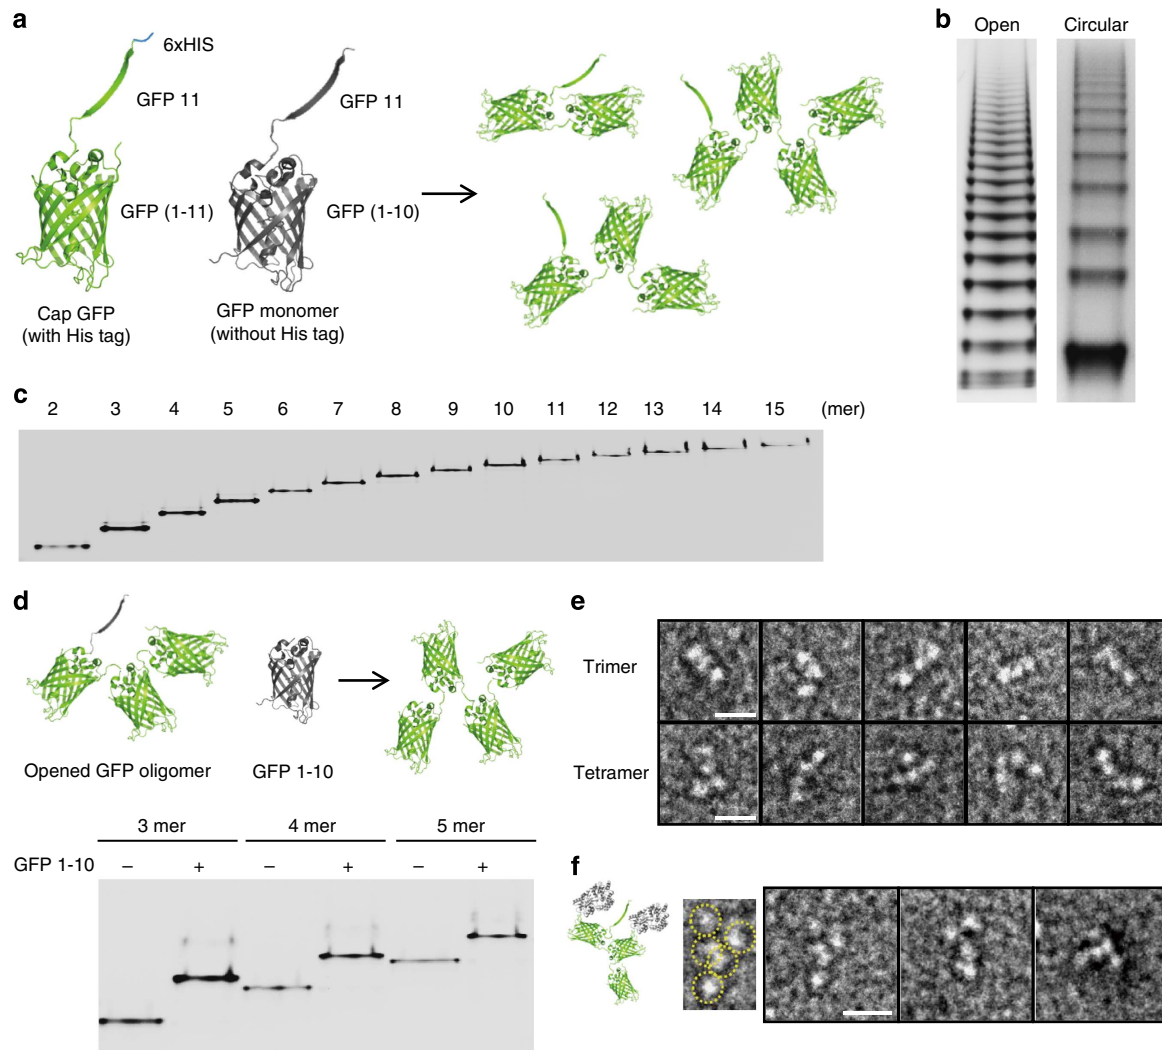 a
6xHIS
GFP 11
GFP 11
GFP (1-11)
GFP (1-10)
Cap GFP
(with His tag)
GFP monomer
(without His tag)
b
Open
Circular
c
2 3 4 5 6 7 8 9 10 11 12 13 14 15 (mer)
d
Opened GFP oligomer
GFP 1-10
3 mer 4 mer 5 mer
GFP 1-10 – + – + – +
e
Trimer
Tetramer
f